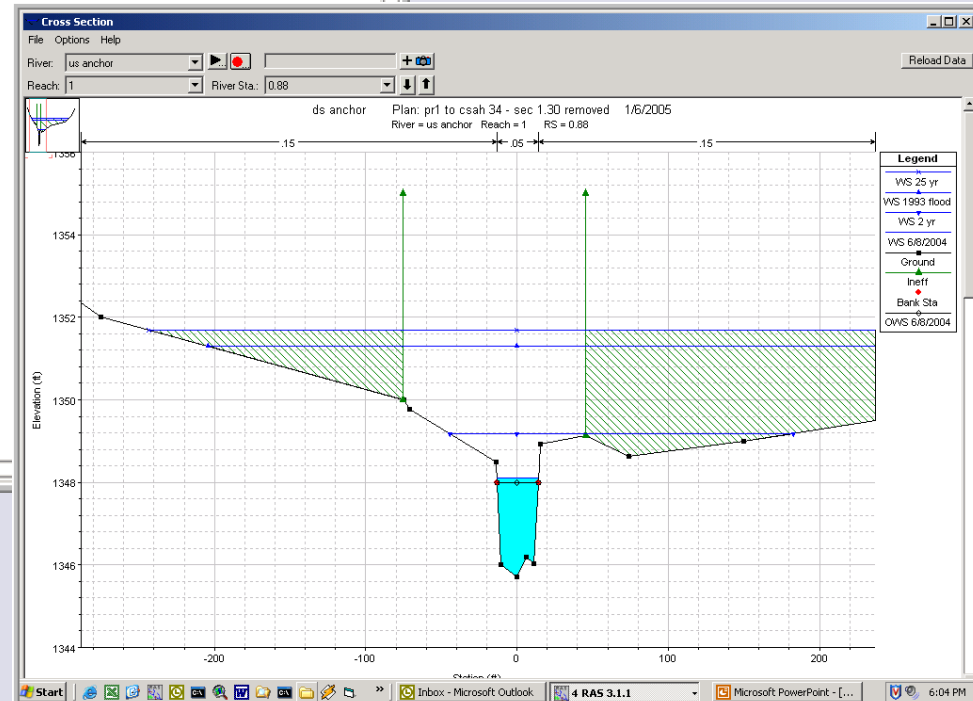 Cross Section
File Options Help
River: us anchor
Reload Data
Reach: 1 River Sta.: 0.88
ds anchor Plan: pr1 to csah 34 - sec 1.30 removed 1/6/2005
River = us anchor Reach = 1 RS = 0.88
.15 .05 .15
1356
1354
1352
1350
1348
1346
1344
Elevation (ft)
-200 -100 0 100 200
Station (ft)
Legend
WS 25 yr
WS 1993 flood
WS 2 yr
WS 6/8/2004
Ground
Ineff
Bank Sta
OWS 6/8/2004
Start » Inbox - Microsoft Outlook 4 RAS 3.1.1 Microsoft PowerPoint - [... 6:04 PM